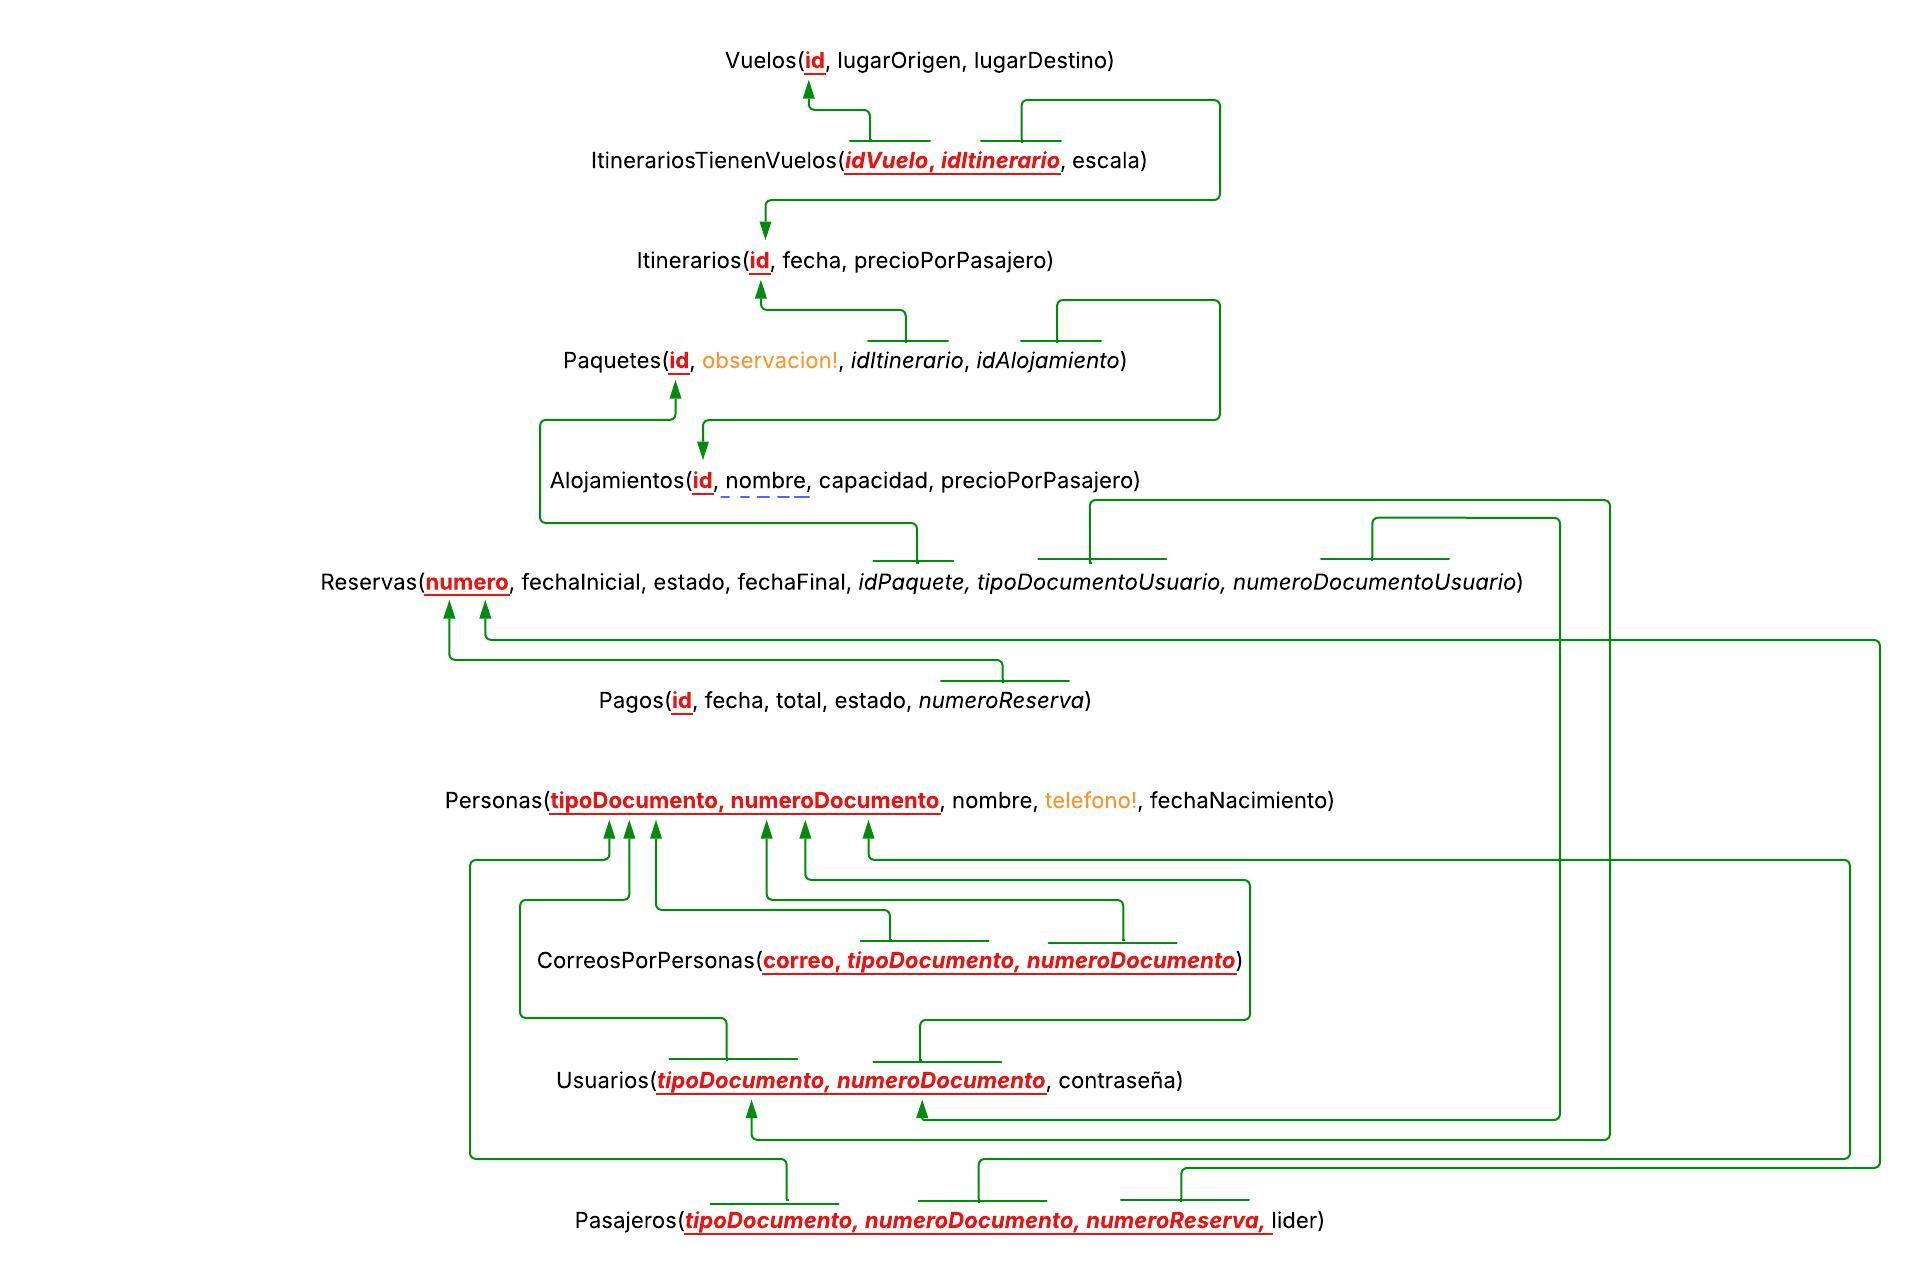 Vuelos(id, lugarOrigen, lugarDestino)
ItinerariosTienenVuelos(idVuelo, idItinerario, escala)
Itinerarios(id, fecha, precioPorPasajero)
Paquetes(id, observacion!, idItinerario, idAlojamiento)
Alojamientos(id, nombre, capacidad, precioPorPasajero)
Reservas(numero, fechaInicial, estado, fechaFinal, idPaquete, tipoDocumentoUsuario, numeroDocumentoUsuario)
Pagos(id, fecha, total, estado, numeroReserva)
Personas(tipoDocumento, numeroDocumento, nombre, telefono!, fechaNacimiento)
CorreosPorPersonas(correo, tipoDocumento, numeroDocumento)
Usuarios(tipoDocumento, numeroDocumento, contraseña)
Pasajeros(tipoDocumento, numeroDocumento, numeroReserva, lider)